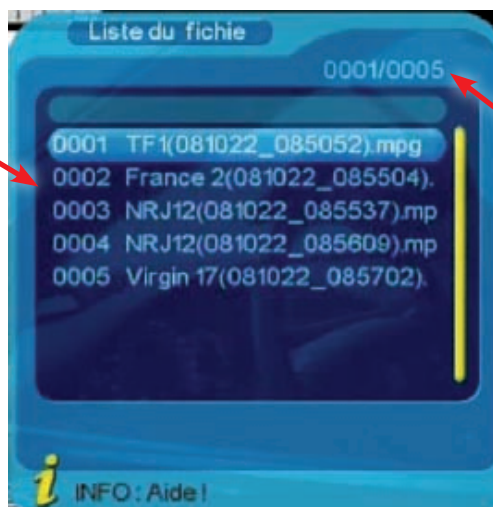 Liste du fichie
0001/0005
0001 TF1(081022_085052).mpg
0002 France 2(081022_085504).
0003 NRJ12(081022_085537).mp
0004 NRJ12(081022_085609).mp
0005 Virgin 17(081022_085702).
i INFO : Aide !